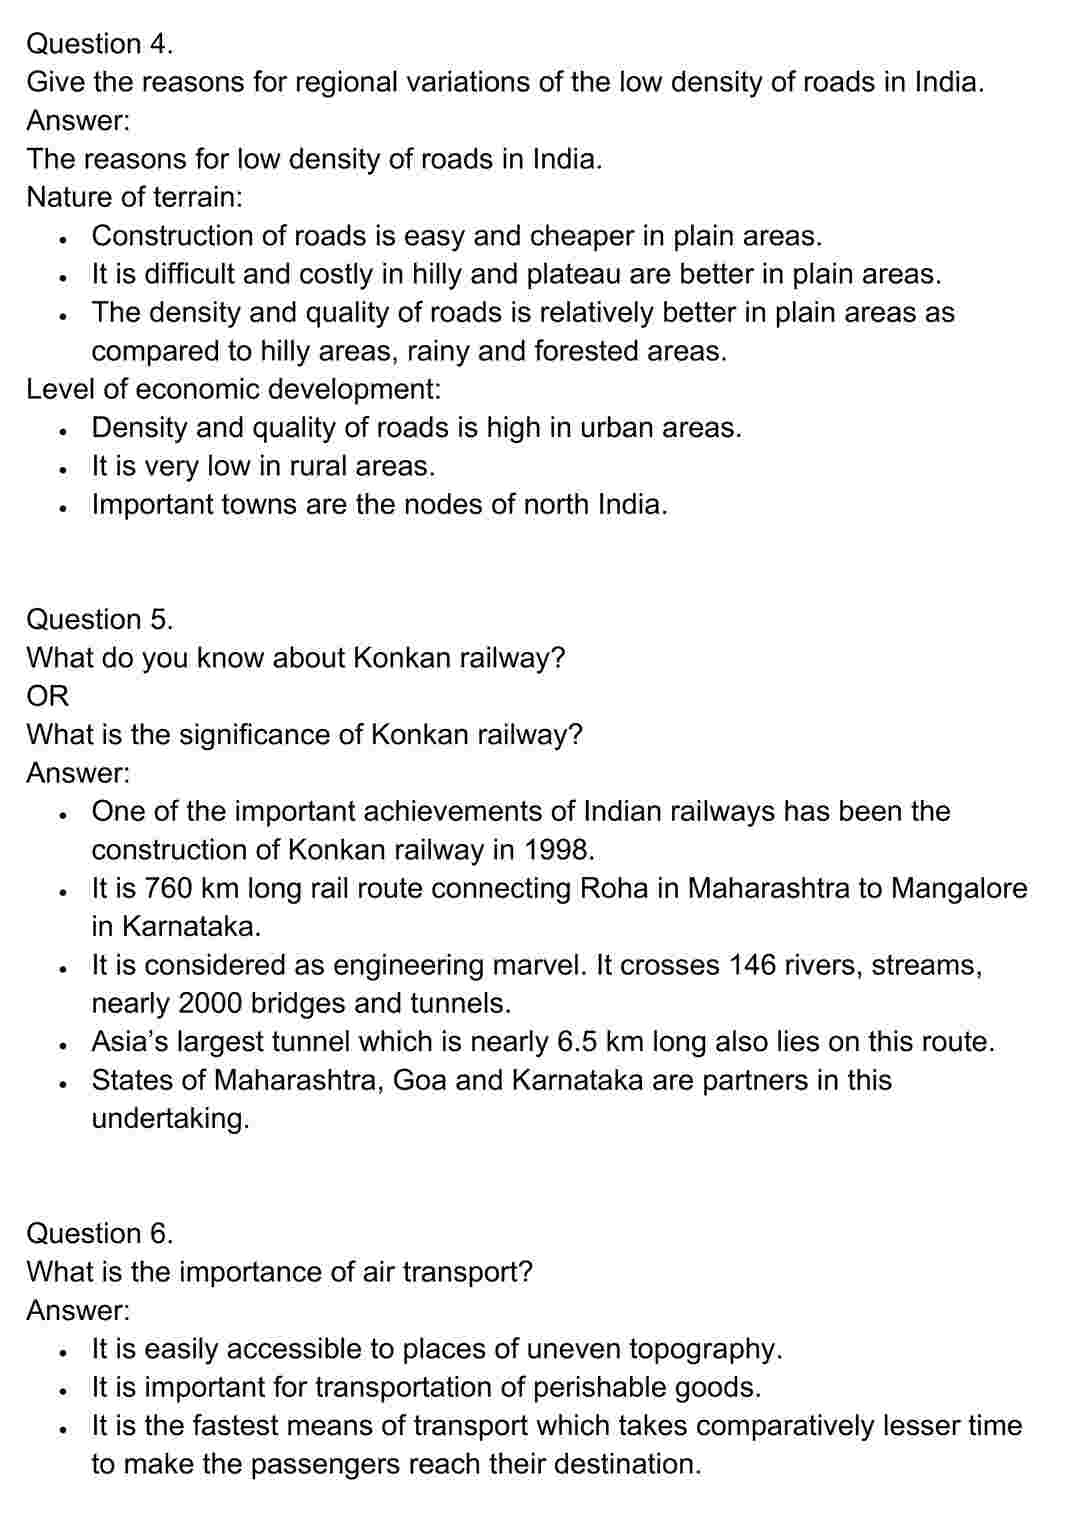 Question 4.
Give the reasons for regional variations of the low density of roads in India.
Answer:
The reasons for low density of roads in India.
Nature of terrain:
• Construction of roads is easy and cheaper in plain areas.
• It is difficult and costly in hilly and plateau are better in plain areas.
• The density and quality of roads is relatively better in plain areas as
compared to hilly areas, rainy and forested areas.
Level of economic development:
• Density and quality of roads is high in urban areas.
• It is very low in rural areas.
• Important towns are the nodes of north India.
Question 5.
What do you know about Konkan railway?
OR
What is the significance of Konkan railway?
Answer:
• One of the important achievements of Indian railways has been the
construction of Konkan railway in 1998.
• It is 760 km long rail route connecting Roha in Maharashtra to Mangalore
in Karnataka.
• It is considered as engineering marvel. It crosses 146 rivers, streams,
nearly 2000 bridges and tunnels.
• Asia’s largest tunnel which is nearly 6.5 km long also lies on this route.
• States of Maharashtra, Goa and Karnataka are partners in this
undertaking.
Question 6.
What is the importance of air transport?
Answer:
• It is easily accessible to places of uneven topography.
• It is important for transportation of perishable goods.
• It is the fastest means of transport which takes comparatively lesser time
to make the passengers reach their destination.